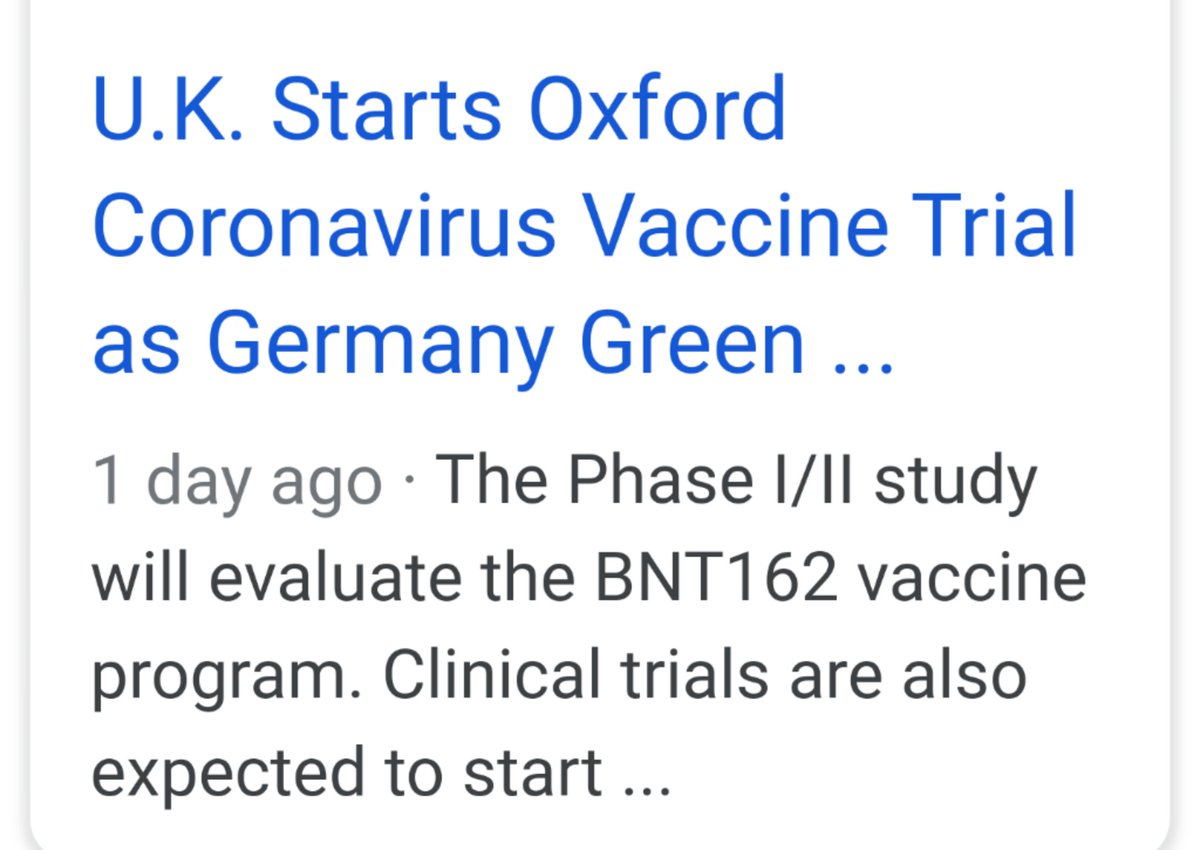 U.K. Starts Oxford
Coronavirus Vaccine Trial
as Germany Green ...
1 day ago · The Phase I/II study
will evaluate the BNT162 vaccine
program. Clinical trials are also
expected to start ...